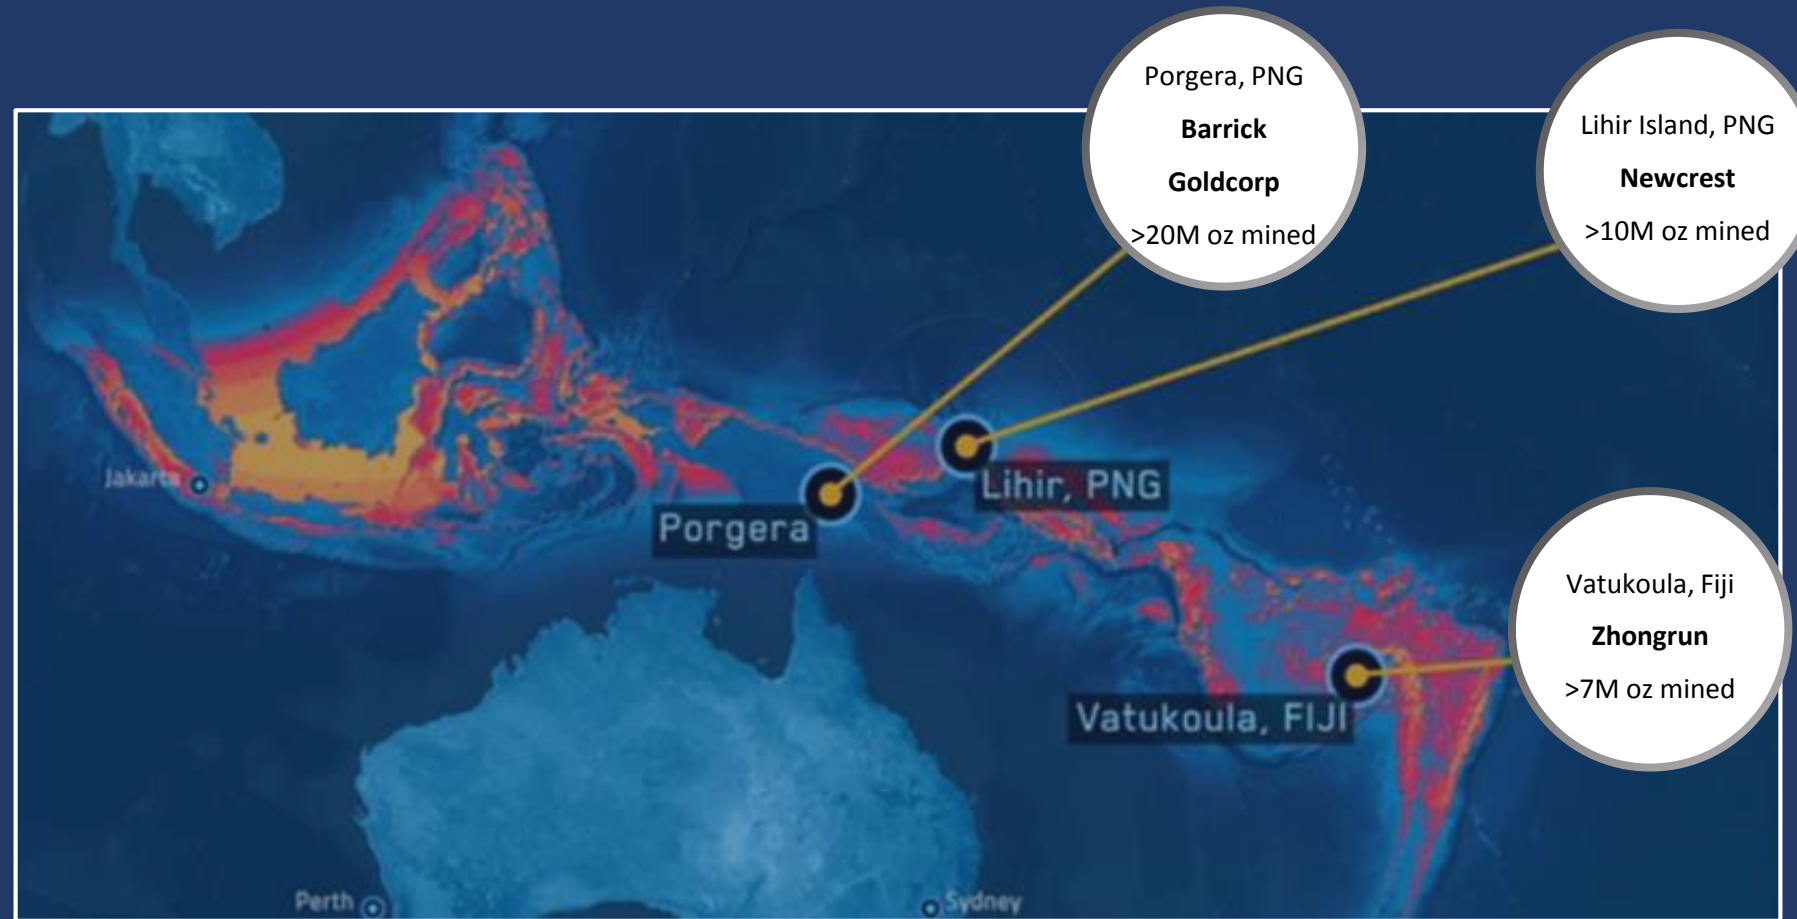 Porgera, PNG
Barrick
Goldcorp
>20M oz mined
Lihir Island, PNG
Newcrest
>10M oz mined
Jakarta
Lihir, PNG
Porgera
Vatukoula, Fiji
Zhongrun
>7M oz mined
Vatukoula, FIJI
Perth
Sydney